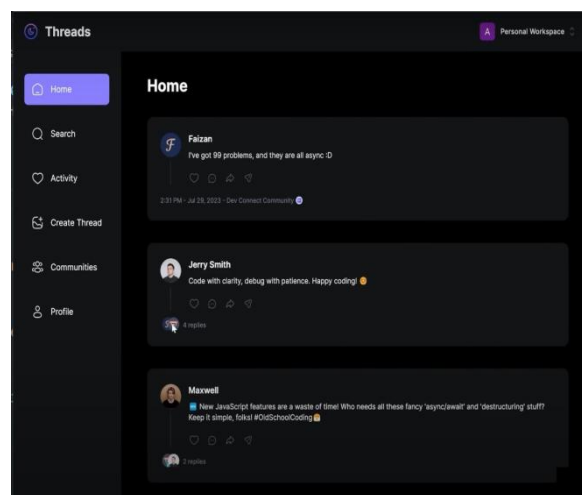 Threads
A Personal Workspace
Home
Search
Activity
Create Thread
Communities
Profile
Home
F Faizan
I've got 99 problems, and they are all async :D
2:31 PM - Jul 29, 2023 - Dev Connect Community
Jerry Smith
Code with clarity, debug with patience. Happy coding!
4 replies
Maxwell
New JavaScript features are a waste of time! Who needs all these fancy 'async/await' and 'destructuring' stuff?
Keep it simple, folks! #OldSchoolCoding
2 replies